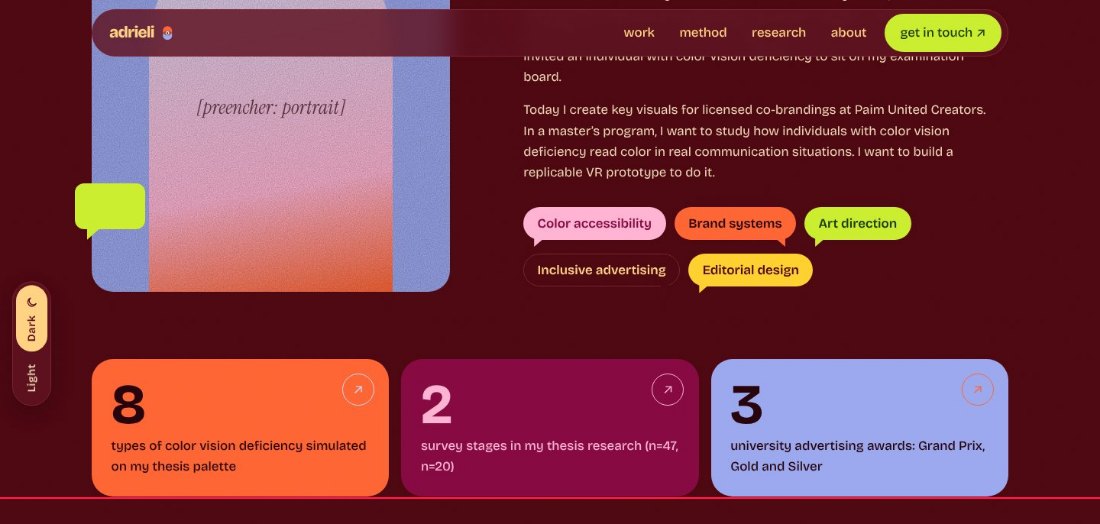 adrieli
work method research about get in touch ↗
invited an individual with color vision deficiency to sit on my examination
board.
[preencher: portrait]
Today I create key visuals for licensed co-brandings at Paim United Creators.
In a master's program, I want to study how individuals with color vision
deficiency read color in real communication situations. I want to build a
replicable VR prototype to do it.
Color accessibility
Brand systems
Art direction
Inclusive advertising
Editorial design
Dark
Light
8
types of color vision deficiency simulated
on my thesis palette
2
survey stages in my thesis research (n=47,
n=20)
3
university advertising awards: Grand Prix,
Gold and Silver